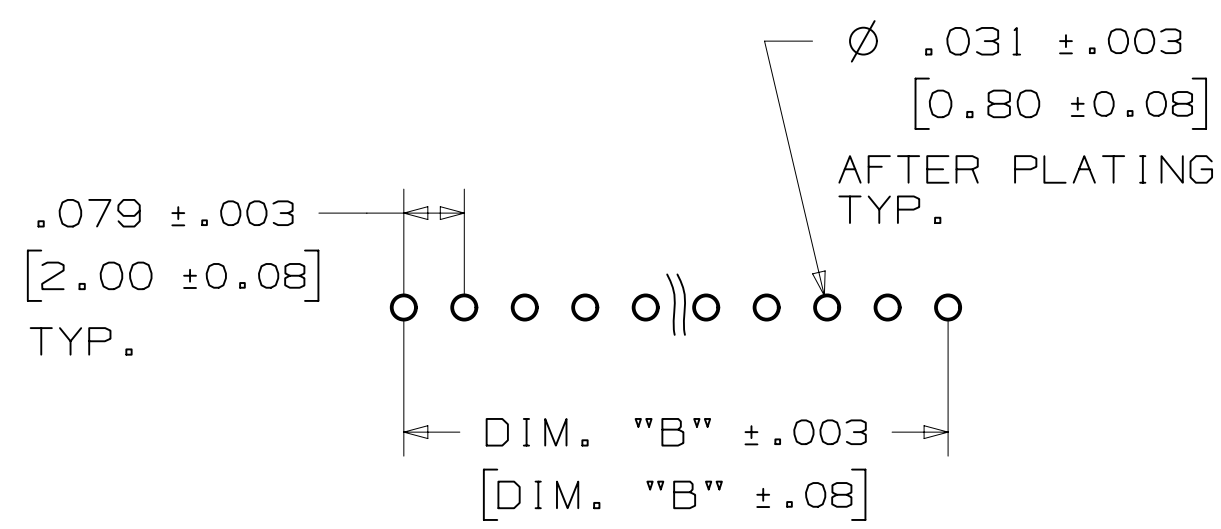 Ø .031 ±.003
[0.80 ±0.08]
AFTER PLATING
TYP.
.079 ±.003
[2.00 ±0.08]
TYP.
DIM. "B" ±.003
[DIM. "B" ±.08]